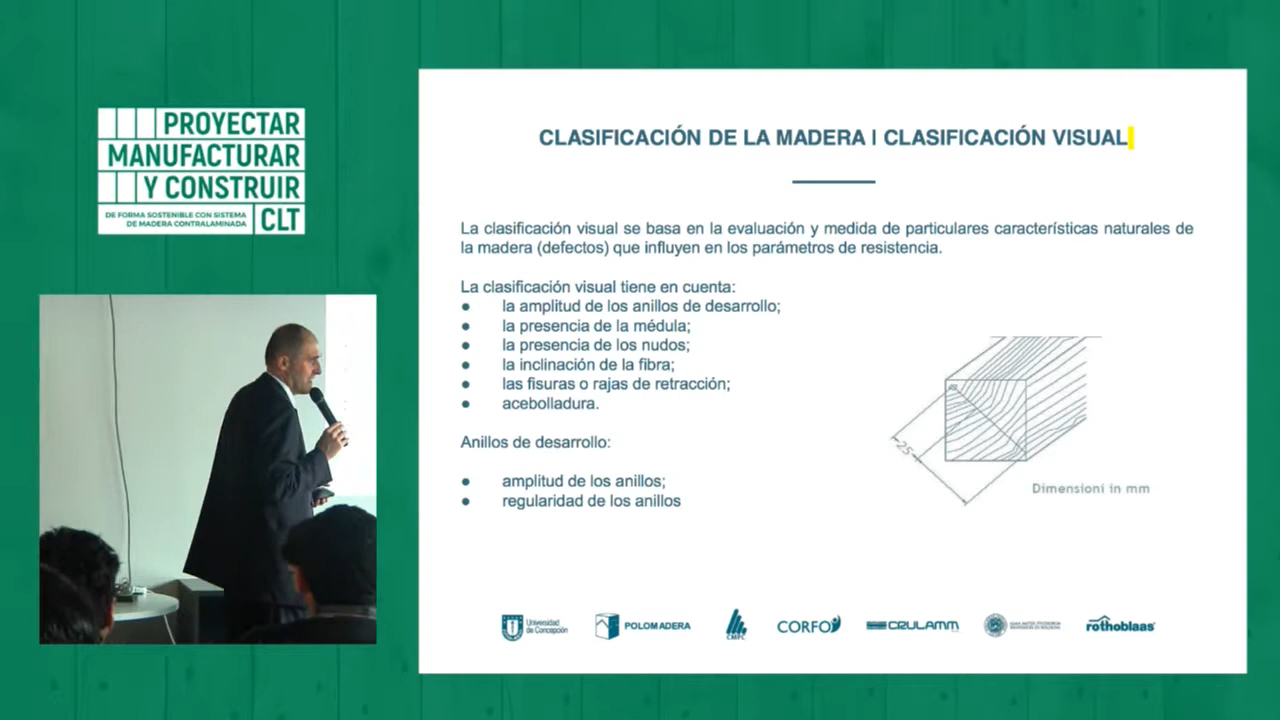 PROYECTAR
MANUFACTURAR
Y CONSTRUIR
DE FORMA SOSTENIBLE CON SISTEMA
DE MADERA CONTRALAMINADA
CLT
CLASIFICACIÓN DE LA MADERA I CLASIFICACIÓN VISUAL
La clasificación visual se basa en la evaluación y medida de particulares características naturales de
la madera (defectos) que influyen en los parámetros de resistencia.
La clasificación visual tiene en cuenta:
● la amplitud de los anillos de desarrollo;
● la presencia de la médula;
● la presencia de los nudos;
● la inclinación de la fibra;
● las fisuras o rajas de retracción;
● acebolladura.
Anillos de desarrollo:
● amplitud de los anillos;
● regularidad de los anillos
25
Dimensioni in mm
Universidad
de Concepción
POLOMADERA
CMPC
CORFO
CRULAMM
rothoblaas